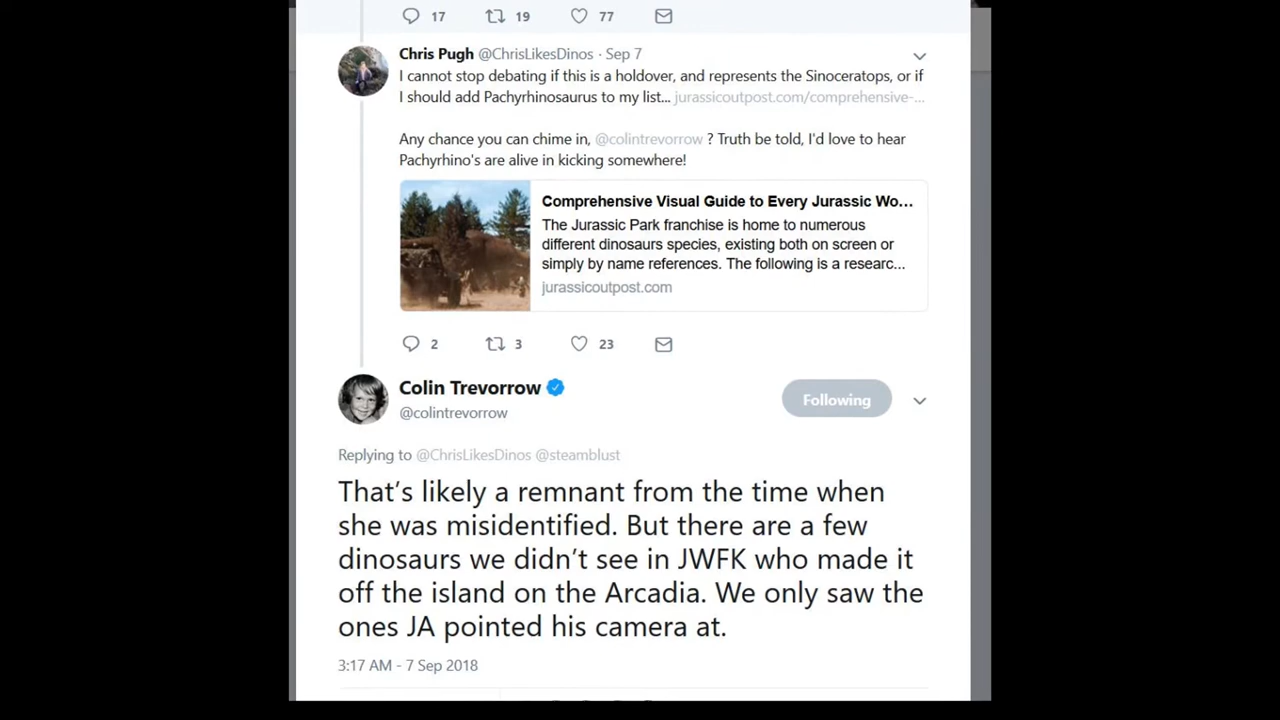 17 19 77
Chris Pugh @ChrisLikesDinos · Sep 7
I cannot stop debating if this is a holdover, and represents the Sinoceratops, or if
I should add Pachyrhinosaurus to my list... jurassicoutpost.com/comprehensive-...
Any chance you can chime in, @colintrevorrow ? Truth be told, I'd love to hear
Pachyrhino's are alive in kicking somewhere!
Comprehensive Visual Guide to Every Jurassic Wo...
The Jurassic Park franchise is home to numerous
different dinosaurs species, existing both on screen or
simply by name references. The following is a researc...
jurassicoutpost.com
2 3 23
Colin Trevorrow
Following
@colintrevorrow
Replying to @ChrisLikesDinos @steamblust
That's likely a remnant from the time when
she was misidentified. But there are a few
dinosaurs we didn't see in JWFK who made it
off the island on the Arcadia. We only saw the
ones JA pointed his camera at.
3:17 AM - 7 Sep 2018